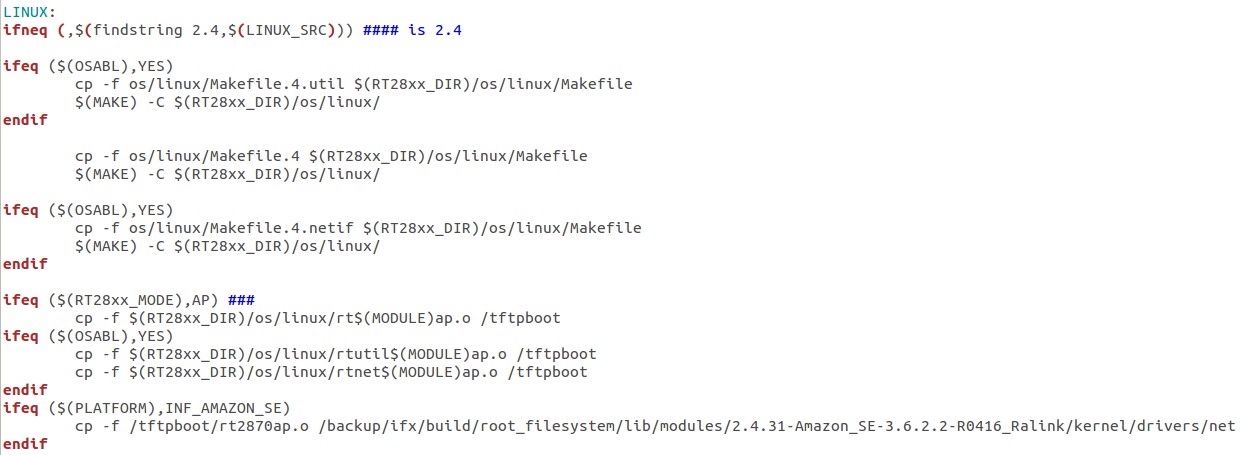 LINUX:
ifneq (,$(findstring 2.4,$(LINUX_SRC))) #### is 2.4
ifeq ($(OSABL),YES)
cp -f os/linux/Makefile.4.util $(RT28xx_DIR)/os/linux/Makefile
$(MAKE) -C $(RT28xx_DIR)/os/linux/
endif
cp -f os/linux/Makefile.4 $(RT28xx_DIR)/os/linux/Makefile
$(MAKE) -C $(RT28xx_DIR)/os/linux/
ifeq ($(OSABL),YES)
cp -f os/linux/Makefile.4.netif $(RT28xx_DIR)/os/linux/Makefile
$(MAKE) -C $(RT28xx_DIR)/os/linux/
endif
ifeq ($(RT28xx_MODE),AP) ###
cp -f $(RT28xx_DIR)/os/linux/rt$(MODULE)ap.o /tftpboot
ifeq ($(OSABL),YES)
cp -f $(RT28xx_DIR)/os/linux/rtutil$(MODULE)ap.o /tftpboot
cp -f $(RT28xx_DIR)/os/linux/rtnet$(MODULE)ap.o /tftpboot
endif
ifeq ($(PLATFORM),INF_AMAZON_SE)
cp -f /tftpboot/rt2870ap.o /backup/ifx/build/root_filesystem/lib/modules/2.4.31-Amazon_SE-3.6.2.2-R0416_Ralink/kernel/drivers/net
endif